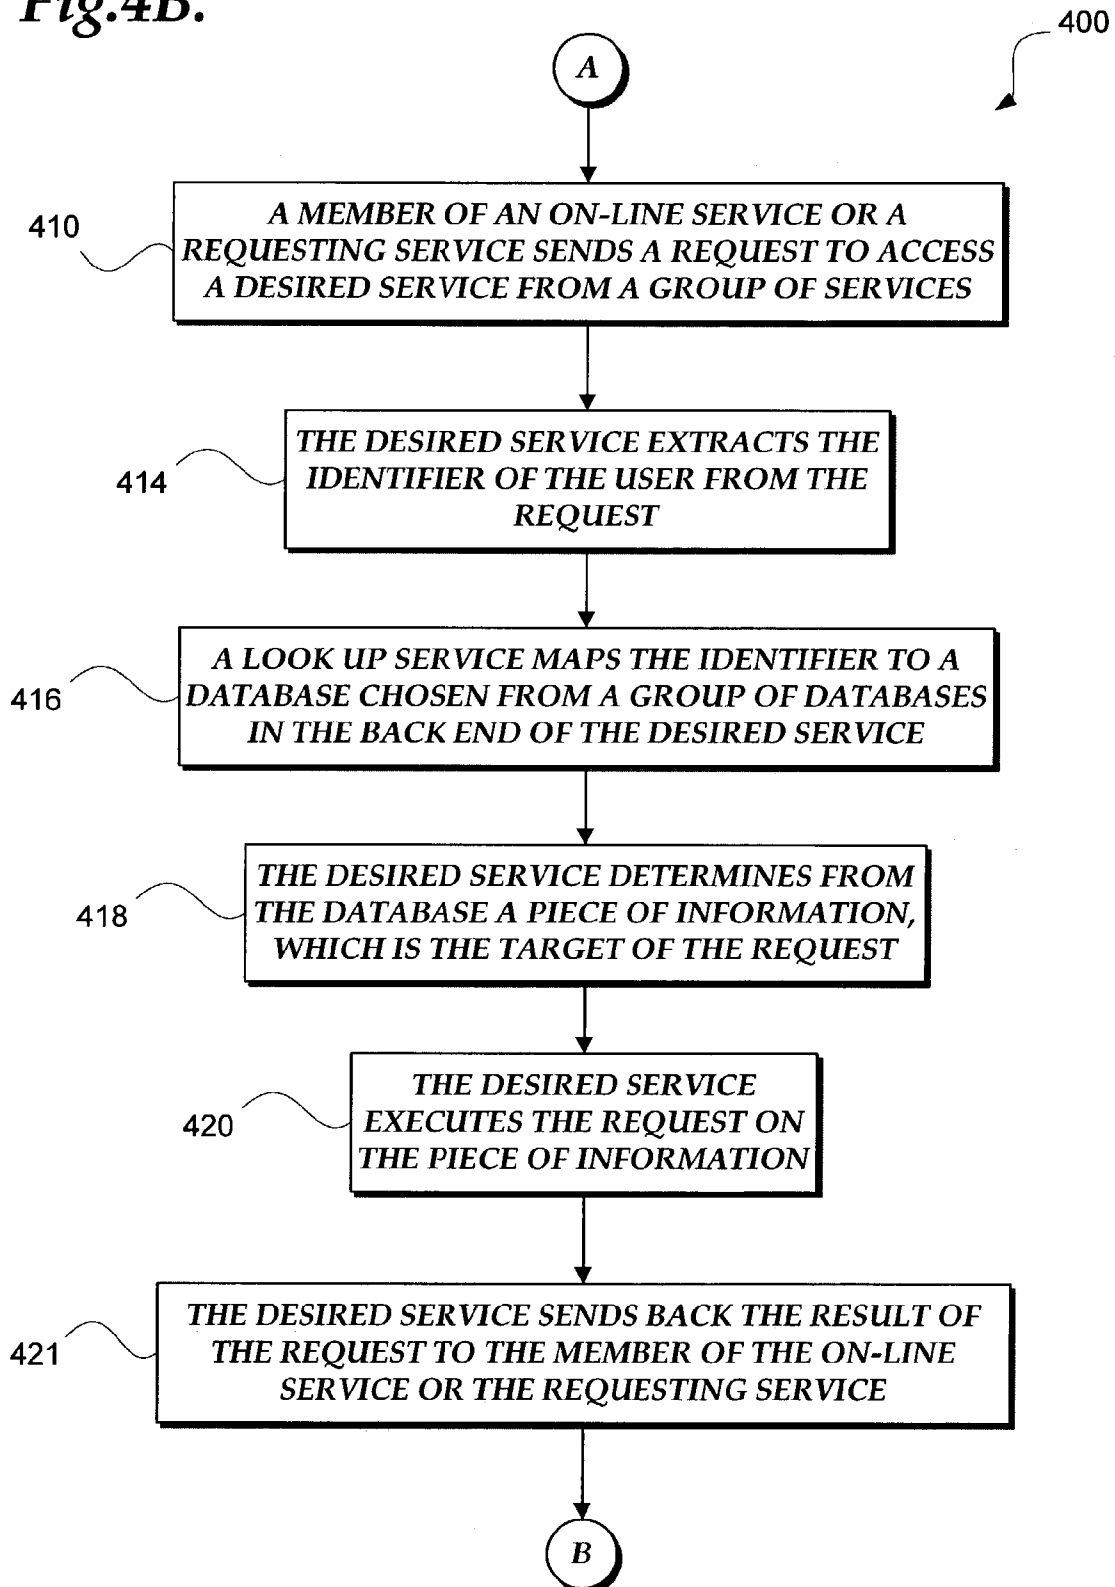 Fig.4B.
400
A
410
A MEMBER OF AN ON-LINE SERVICE OR A
REQUESTING SERVICE SENDS A REQUEST TO ACCESS
A DESIRED SERVICE FROM A GROUP OF SERVICES
414
THE DESIRED SERVICE EXTRACTS THE
IDENTIFIER OF THE USER FROM THE
REQUEST
416
A LOOK UP SERVICE MAPS THE IDENTIFIER TO A
DATABASE CHOSEN FROM A GROUP OF DATABASES
IN THE BACK END OF THE DESIRED SERVICE
418
THE DESIRED SERVICE DETERMINES FROM
THE DATABASE A PIECE OF INFORMATION,
WHICH IS THE TARGET OF THE REQUEST
420
THE DESIRED SERVICE
EXECUTES THE REQUEST ON
THE PIECE OF INFORMATION
421
THE DESIRED SERVICE SENDS BACK THE RESULT OF
THE REQUEST TO THE MEMBER OF THE ON-LINE
SERVICE OR THE REQUESTING SERVICE
B